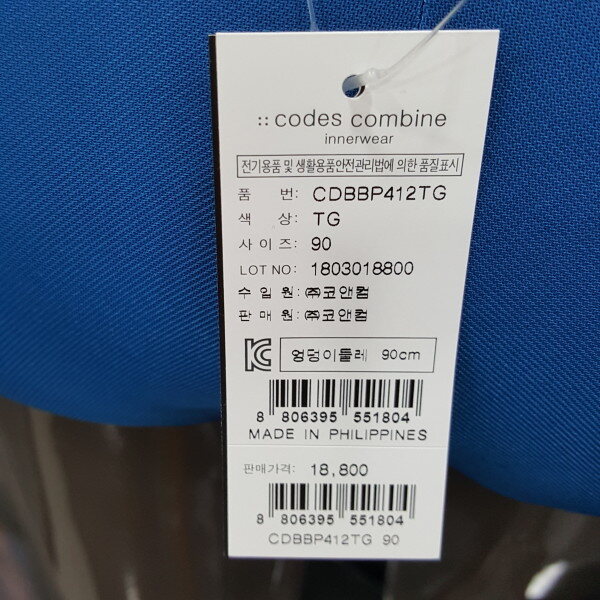 :: codes combine
innerwear
전기용품 및 생활용품안전관리법에 의한 품질표시
품 번: CDBBP412TG
색 상: TG
사 이 즈: 90
LOT NO: 1803018800
수 입 원: ㈜코앤컴
판 매 원: ㈜코앤컴
엉덩이둘레 90cm
8 806395 551804
MADE IN PHILIPPINES
판매가격: 18,800
8 806395 551804
CDBBP412TG 90